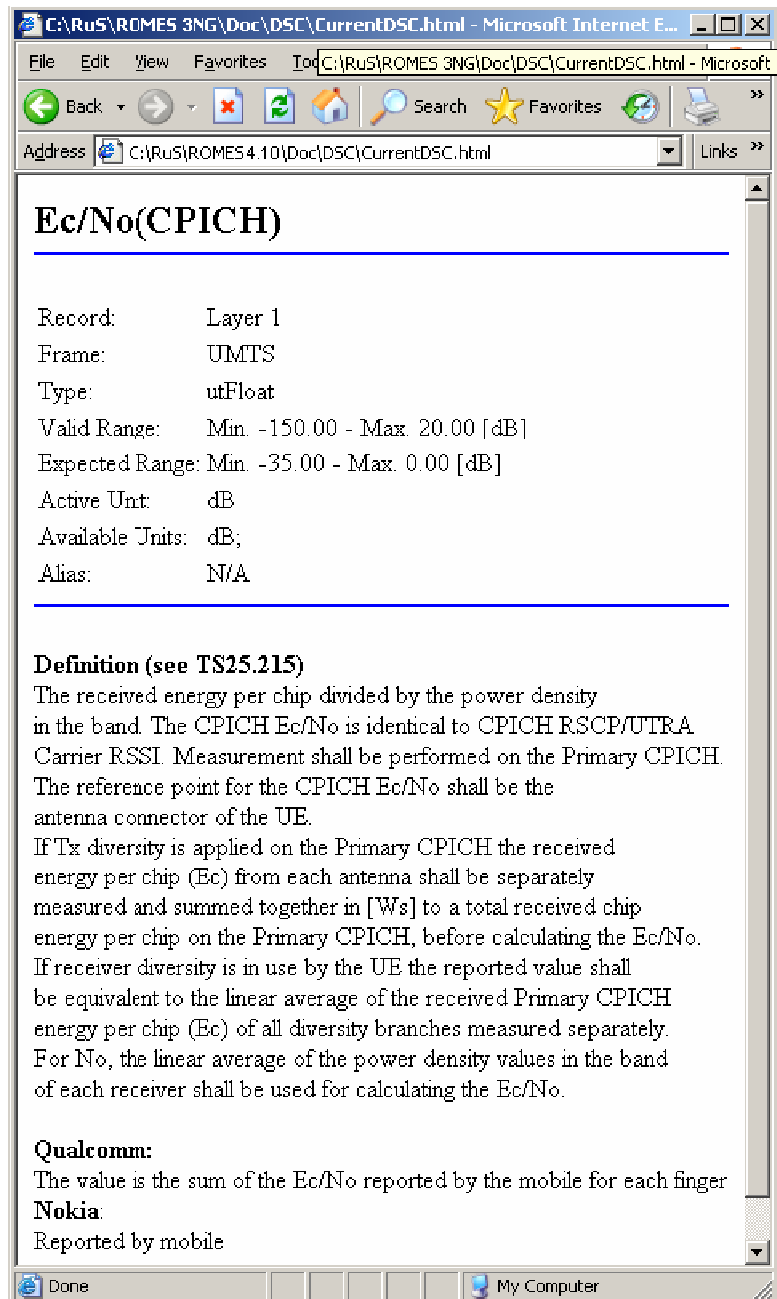 C:\RuS\ROMES 3NG\Doc\DSC\CurrentDSC.html - Microsoft Internet E...
File Edit View Favorites Too
C:\RuS\ROMES 3NG\Doc\DSC\CurrentDSC.html - Microsoft
Back Search Favorites »
Address C:\RuS\ROMES4.10\Doc\DSC\CurrentDSC.html Links »
Ec/No(CPICH)
Record: Layer 1
Frame: UMTS
Type: utFloat
Valid Range: Min. -150.00 - Max. 20.00 [dB]
Expected Range: Min. -35.00 - Max. 0.00 [dB]
Active Unit: dB
Available Units: dB;
Alias: N/A
Definition (see TS25.215)
The received energy per chip divided by the power density
in the band. The CPICH Ec/No is identical to CPICH RSCP/UTRA
Carrier RSSI. Measurement shall be performed on the Primary CPICH.
The reference point for the CPICH Ec/No shall be the
antenna connector of the UE.
If Tx diversity is applied on the Primary CPICH the received
energy per chip (Ec) from each antenna shall be separately
measured and summed together in [Ws] to a total received chip
energy per chip on the Primary CPICH, before calculating the Ec/No.
If receiver diversity is in use by the UE the reported value shall
be equivalent to the linear average of the received Primary CPICH
energy per chip (Ec) of all diversity branches measured separately.
For No, the linear average of the power density values in the band
of each receiver shall be used for calculating the Ec/No.
Qualcomm:
The value is the sum of the Ec/No reported by the mobile for each finger
Nokia:
Reported by mobile
Done My Computer